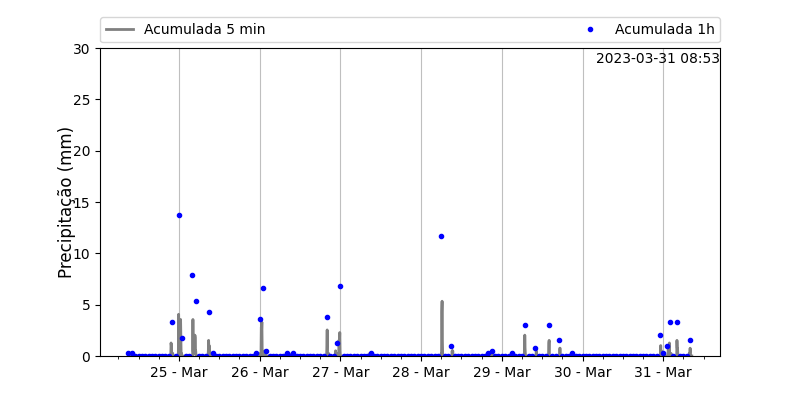 Acumulada 5 min
Acumulada 1h
2023-03-31 08:53
Precipitação (mm)
30
25
20
15
10
5
0
25 - Mar
26 - Mar
27 - Mar
28 - Mar
29 - Mar
30 - Mar
31 - Mar